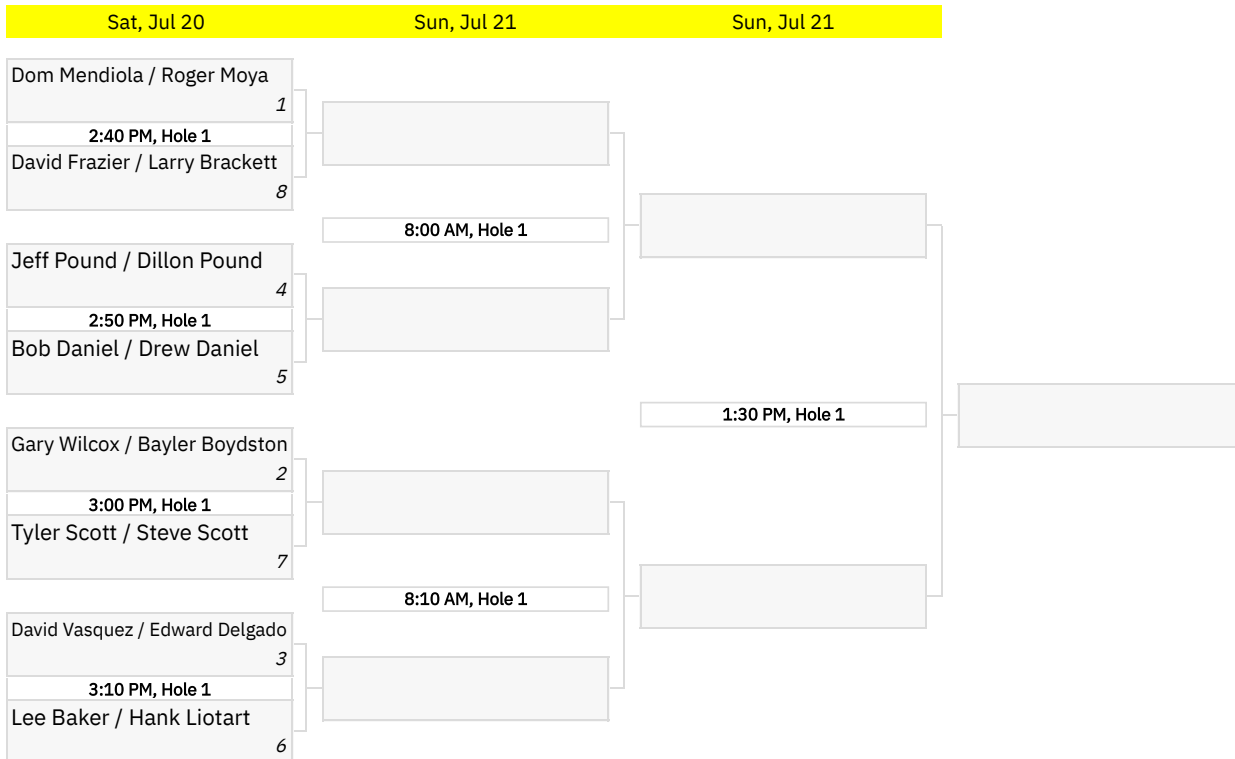 Sat, Jul 20
Sun, Jul 21
Sun, Jul 21
Dom Mendiola / Roger Moya
1
2:40 PM, Hole 1
David Frazier / Larry Brackett
8
Jeff Pound / Dillon Pound
4
2:50 PM, Hole 1
Bob Daniel / Drew Daniel
5
Gary Wilcox / Bayler Boydston
2
3:00 PM, Hole 1
Tyler Scott / Steve Scott
7
David Vasquez / Edward Delgado
3
3:10 PM, Hole 1
Lee Baker / Hank Liotart
6
8:00 AM, Hole 1
8:10 AM, Hole 1
1:30 PM, Hole 1